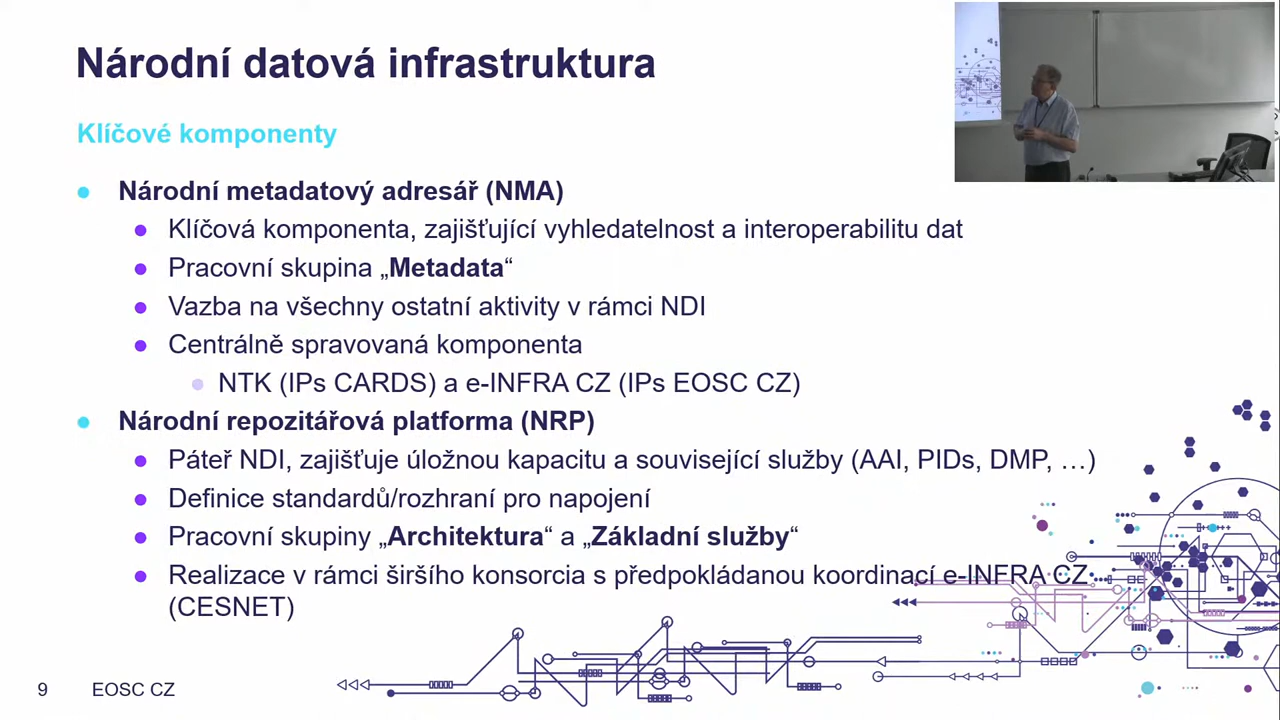 Národní datová infrastruktura
Klíčové komponenty
Národní metadatový adresář (NMA)
Klíčová komponenta, zajišťující vyhledatelnost a interoperabilitu dat
Pracovní skupina „Metadata“
Vazba na všechny ostatní aktivity v rámci NDI
Centrálně spravovaná komponenta
NTK (IPs CARDS) a e-INFRA CZ (IPs EOSC CZ)
Národní repozitářová platforma (NRP)
Páteř NDI, zajišťuje úložnou kapacitu a související služby (AAI, PIDs, DMP, …)
Definice standardů/rozhraní pro napojení
Pracovní skupiny „Architektura“ a „Základní služby“
Realizace v rámci širšího konsorcia s předpokládanou koordinací e-INFRA CZ
(CESNET)
9 EOSC CZ